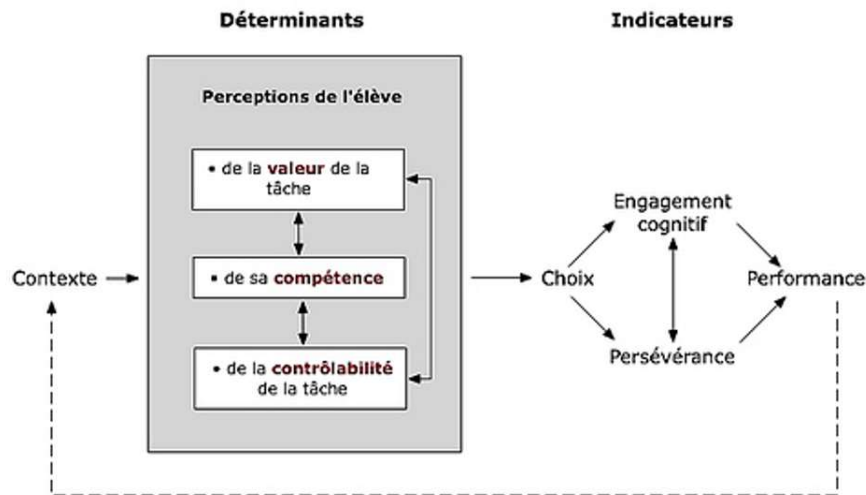 Déterminants
Indicateurs
Perceptions de l'élève
• de la valeur de la
tâche
▪ de sa compétence
• de la contrôlabilité
de la tâche
Contexte
Choix
Engagement
cognitif
Persévérance
Performance